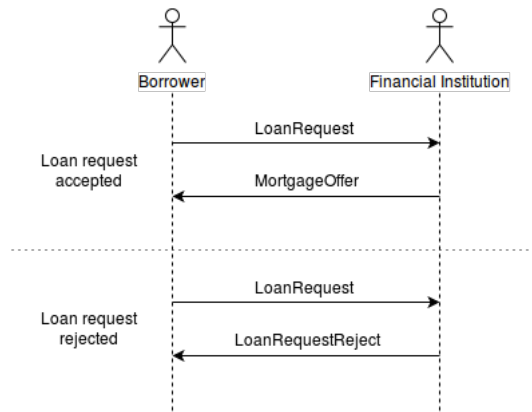 Borrower
Financial Institution
LoanRequest
Loan request
accepted
MortgageOffer
LoanRequest
Loan request
rejected
LoanRequestReject